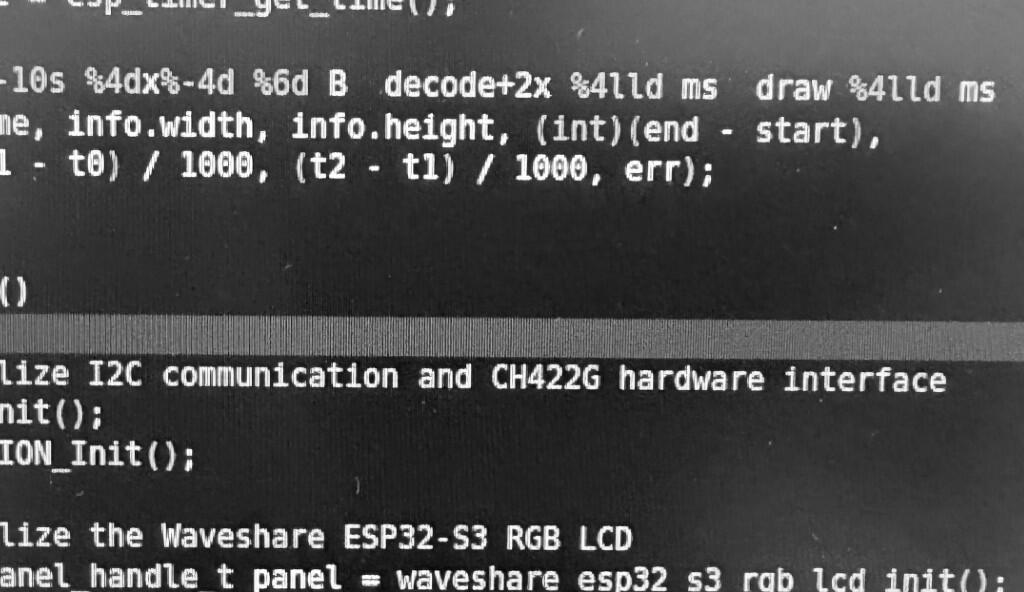 = esp_timer_get_time();
-10s %4dx%-4d %6d B  decode+2x %4lld ms  draw %4lld ms
me, info.width, info.height, (int)(end - start),
1 - t0) / 1000, (t2 - t1) / 1000, err);
()
lize I2C communication and CH422G hardware interface
nit();
ION_Init();
lize the Waveshare ESP32-S3 RGB LCD
anel_handle_t panel = waveshare_esp32_s3_rgb_lcd_init();